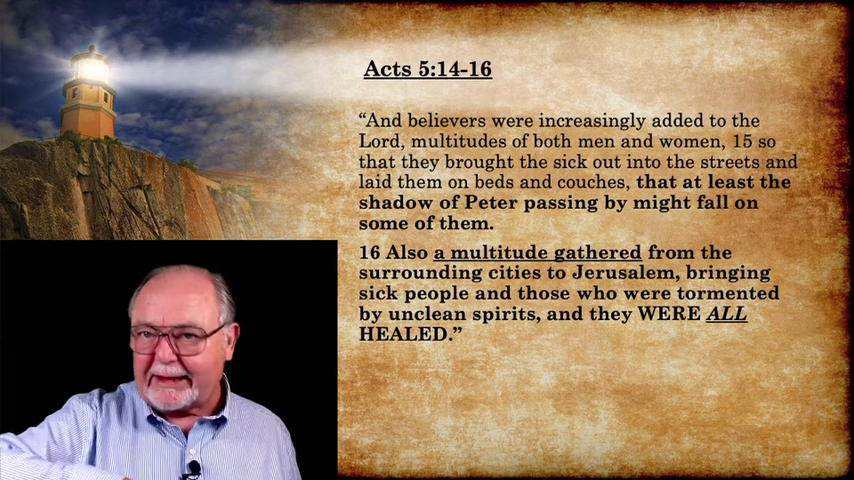 Acts 5:14-16
“And believers were increasingly added to the
Lord, multitudes of both men and women, 15 so
that they brought the sick out into the streets and
laid them on beds and couches, that at least the
shadow of Peter passing by might fall on
some of them.
16 Also a multitude gathered from the
surrounding cities to Jerusalem, bringing
sick people and those who were tormented
by unclean spirits, and they WERE ALL
HEALED.”